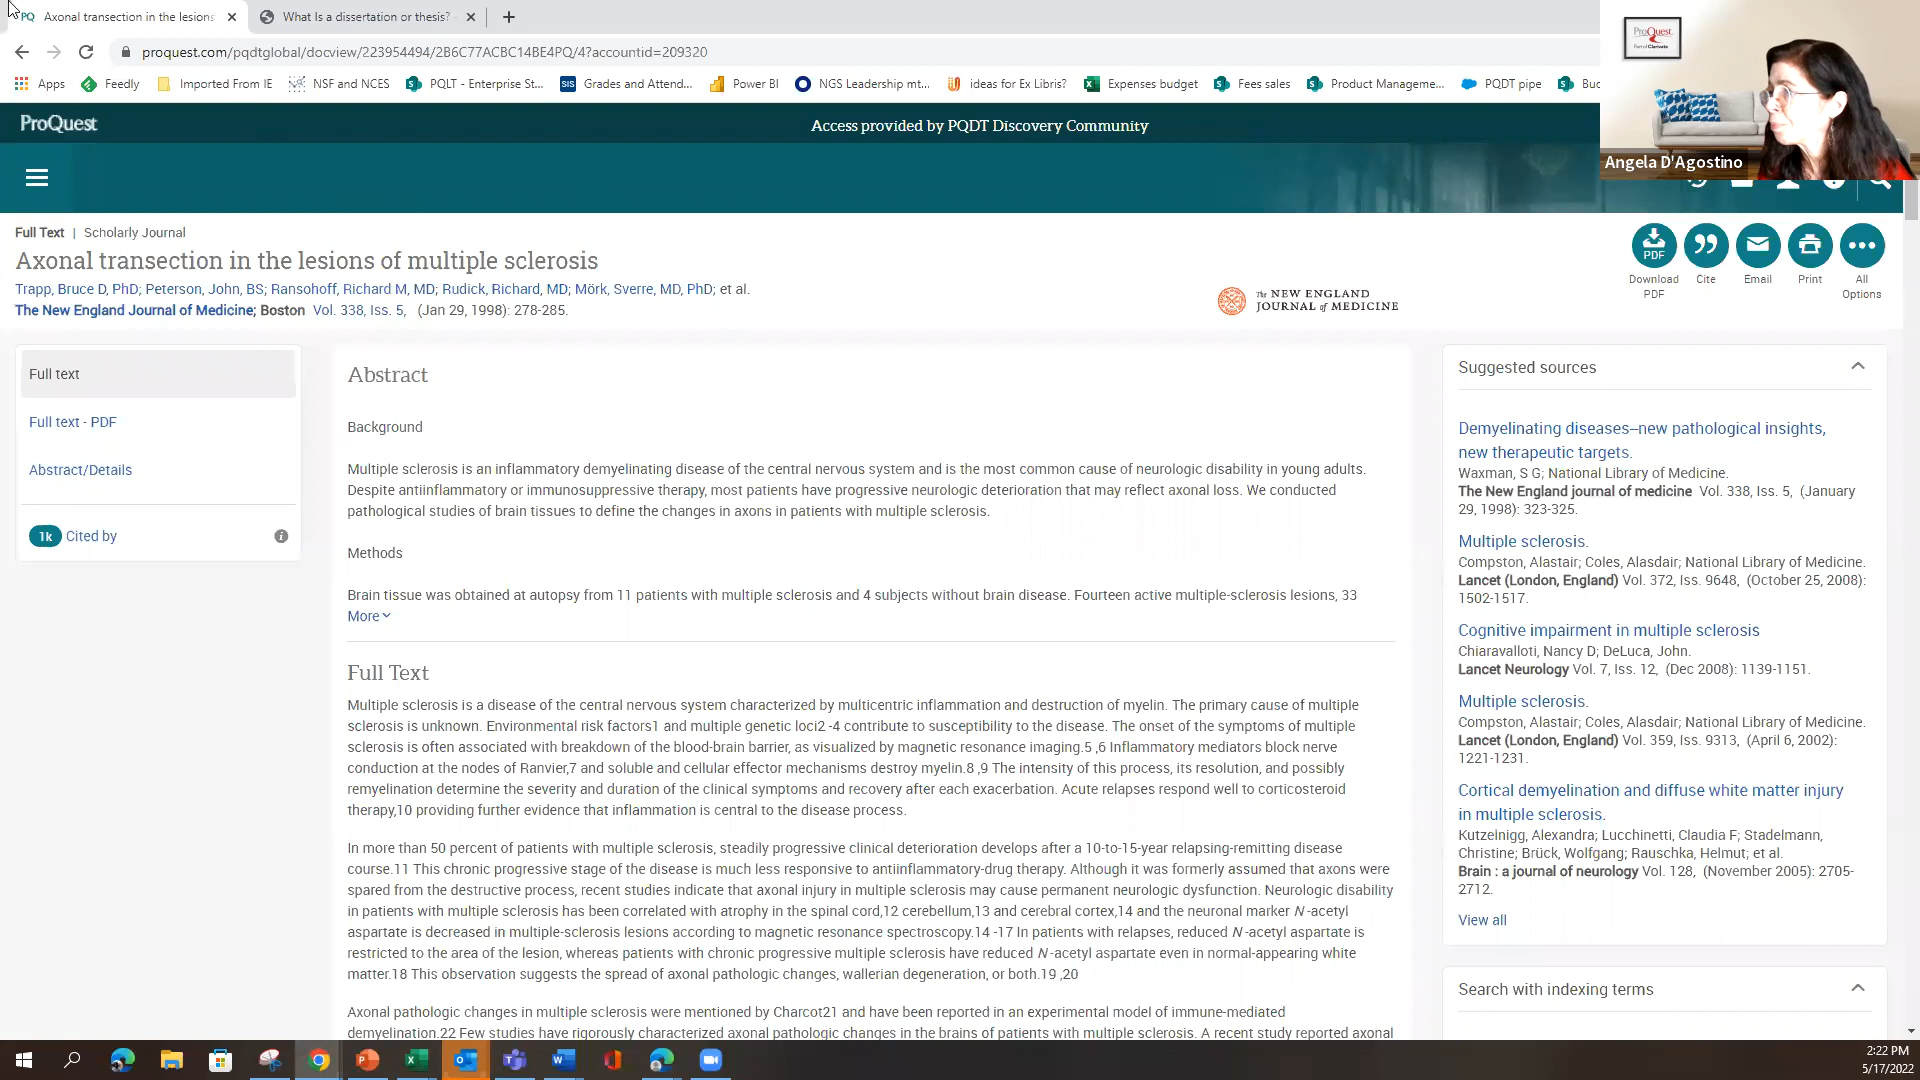 PQ Axonal transection in the lesions
What Is a dissertation or thesis?
proquest.com/pqdtglobal/docview/223954494/2B6C77ACBC14BE4PQ/4?accountid=209320
Apps Feedly Imported From IE NSF and NCES PQLT - Enterprise St... SIS Grades and Attend... Power BI NGS Leadership mt... ideas for Ex Libris? Expenses budget Fees sales Product Manageme... PQDT pipe Buc
ProQuest
Part of Clarivate
Angela D'Agostino
ProQuest
Access provided by PQDT Discovery Community
Full Text | Scholarly Journal
Axonal transection in the lesions of multiple sclerosis
Trapp, Bruce D, PhD; Peterson, John, BS; Ransohoff, Richard M, MD; Rudick, Richard, MD; Mörk, Sverre, MD, PhD; et al.
The New England Journal of Medicine; Boston Vol. 338, Iss. 5, (Jan 29, 1998): 278-285.
The NEW ENGLAND
JOURNAL of MEDICINE
PDF
Download
PDF
Cite
Email
Print
All
Options
Full text
Full text - PDF
Abstract/Details
1k Cited by
Abstract
Background
Multiple sclerosis is an inflammatory demyelinating disease of the central nervous system and is the most common cause of neurologic disability in young adults.
Despite antiinflammatory or immunosuppressive therapy, most patients have progressive neurologic deterioration that may reflect axonal loss. We conducted
pathological studies of brain tissues to define the changes in axons in patients with multiple sclerosis.
Methods
Brain tissue was obtained at autopsy from 11 patients with multiple sclerosis and 4 subjects without brain disease. Fourteen active multiple-sclerosis lesions, 33
More
Full Text
Multiple sclerosis is a disease of the central nervous system characterized by multicentric inflammation and destruction of myelin. The primary cause of multiple
sclerosis is unknown. Environmental risk factors1 and multiple genetic loci2 -4 contribute to susceptibility to the disease. The onset of the symptoms of multiple
sclerosis is often associated with breakdown of the blood-brain barrier, as visualized by magnetic resonance imaging.5 ,6 Inflammatory mediators block nerve
conduction at the nodes of Ranvier,7 and soluble and cellular effector mechanisms destroy myelin.8 ,9 The intensity of this process, its resolution, and possibly
remyelination determine the severity and duration of the clinical symptoms and recovery after each exacerbation. Acute relapses respond well to corticosteroid
therapy,10 providing further evidence that inflammation is central to the disease process.
In more than 50 percent of patients with multiple sclerosis, steadily progressive clinical deterioration develops after a 10-to-15-year relapsing-remitting disease
course.11 This chronic progressive stage of the disease is much less responsive to antiinflammatory-drug therapy. Although it was formerly assumed that axons were
spared from the destructive process, recent studies indicate that axonal injury in multiple sclerosis may cause permanent neurologic dysfunction. Neurologic disability
in patients with multiple sclerosis has been correlated with atrophy in the spinal cord,12 cerebellum,13 and cerebral cortex,14 and the neuronal marker N -acetyl
aspartate is decreased in multiple-sclerosis lesions according to magnetic resonance spectroscopy.14 -17 In patients with relapses, reduced N -acetyl aspartate is
restricted to the area of the lesion, whereas patients with chronic progressive multiple sclerosis have reduced N -acetyl aspartate even in normal-appearing white
matter.18 This observation suggests the spread of axonal pathologic changes, wallerian degeneration, or both.19 ,20
Axonal pathologic changes in multiple sclerosis were mentioned by Charcot21 and have been reported in an experimental model of immune-mediated
demyelination.22 Few studies have rigorously characterized axonal pathologic changes in the brains of patients with multiple sclerosis. A recent study reported axonal
Suggested sources
Demyelinating diseases--new pathological insights,
new therapeutic targets.
Waxman, S G; National Library of Medicine.
The New England journal of medicine Vol. 338, Iss. 5, (January
29, 1998): 323-325.
Multiple sclerosis.
Compston, Alastair; Coles, Alasdair; National Library of Medicine.
Lancet (London, England) Vol. 372, Iss. 9648, (October 25, 2008):
1502-1517.
Cognitive impairment in multiple sclerosis
Chiaravalloti, Nancy D; DeLuca, John.
Lancet Neurology Vol. 7, Iss. 12, (Dec 2008): 1139-1151.
Multiple sclerosis.
Compston, Alastair; Coles, Alasdair; National Library of Medicine.
Lancet (London, England) Vol. 359, Iss. 9313, (April 6, 2002):
1221-1231.
Cortical demyelination and diffuse white matter injury
in multiple sclerosis.
Kutzelnigg, Alexandra; Lucchinetti, Claudia F; Stadelmann,
Christine; Brück, Wolfgang; Rauschka, Helmut; et al.
Brain : a journal of neurology Vol. 128, (November 2005): 2705-
2712.
View all
Search with indexing terms
2:22 PM
5/17/2022